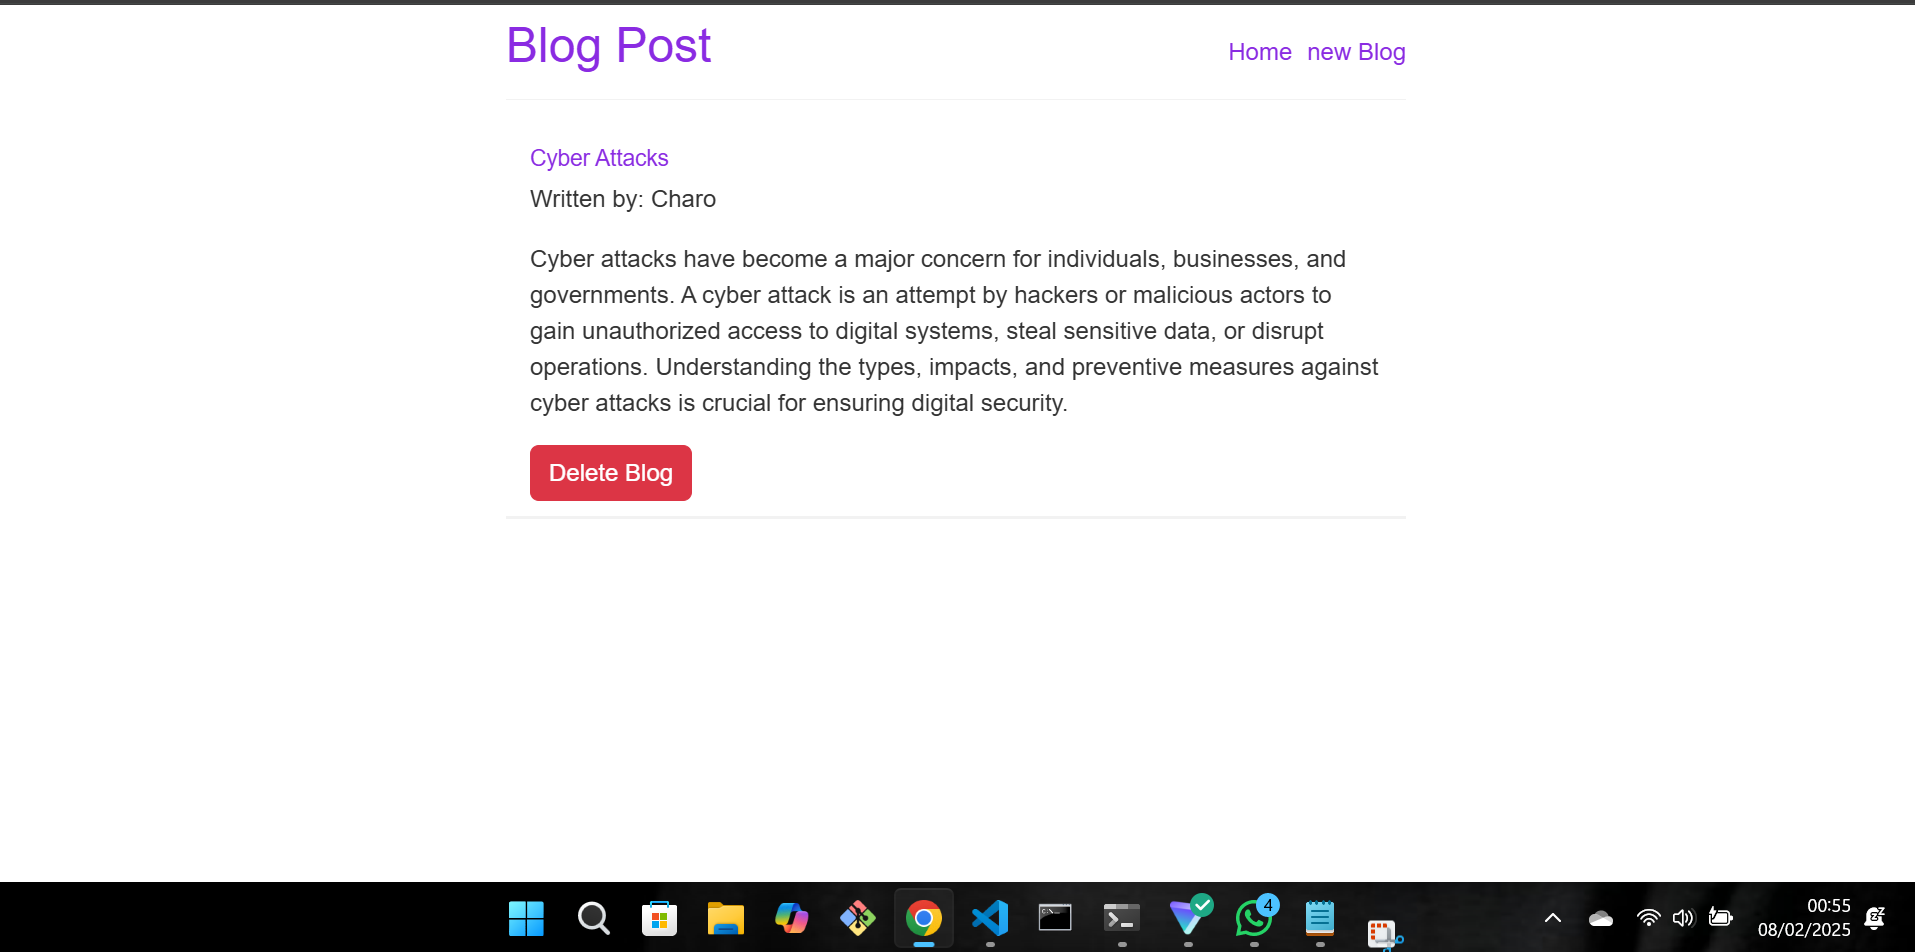 Blog Post
Home new Blog
Cyber Attacks
Written by: Charo
Cyber attacks have become a major concern for individuals, businesses, and
governments. A cyber attack is an attempt by hackers or malicious actors to
gain unauthorized access to digital systems, steal sensitive data, or disrupt
operations. Understanding the types, impacts, and preventive measures against
cyber attacks is crucial for ensuring digital security.
Delete Blog
4
00:55
08/02/2025